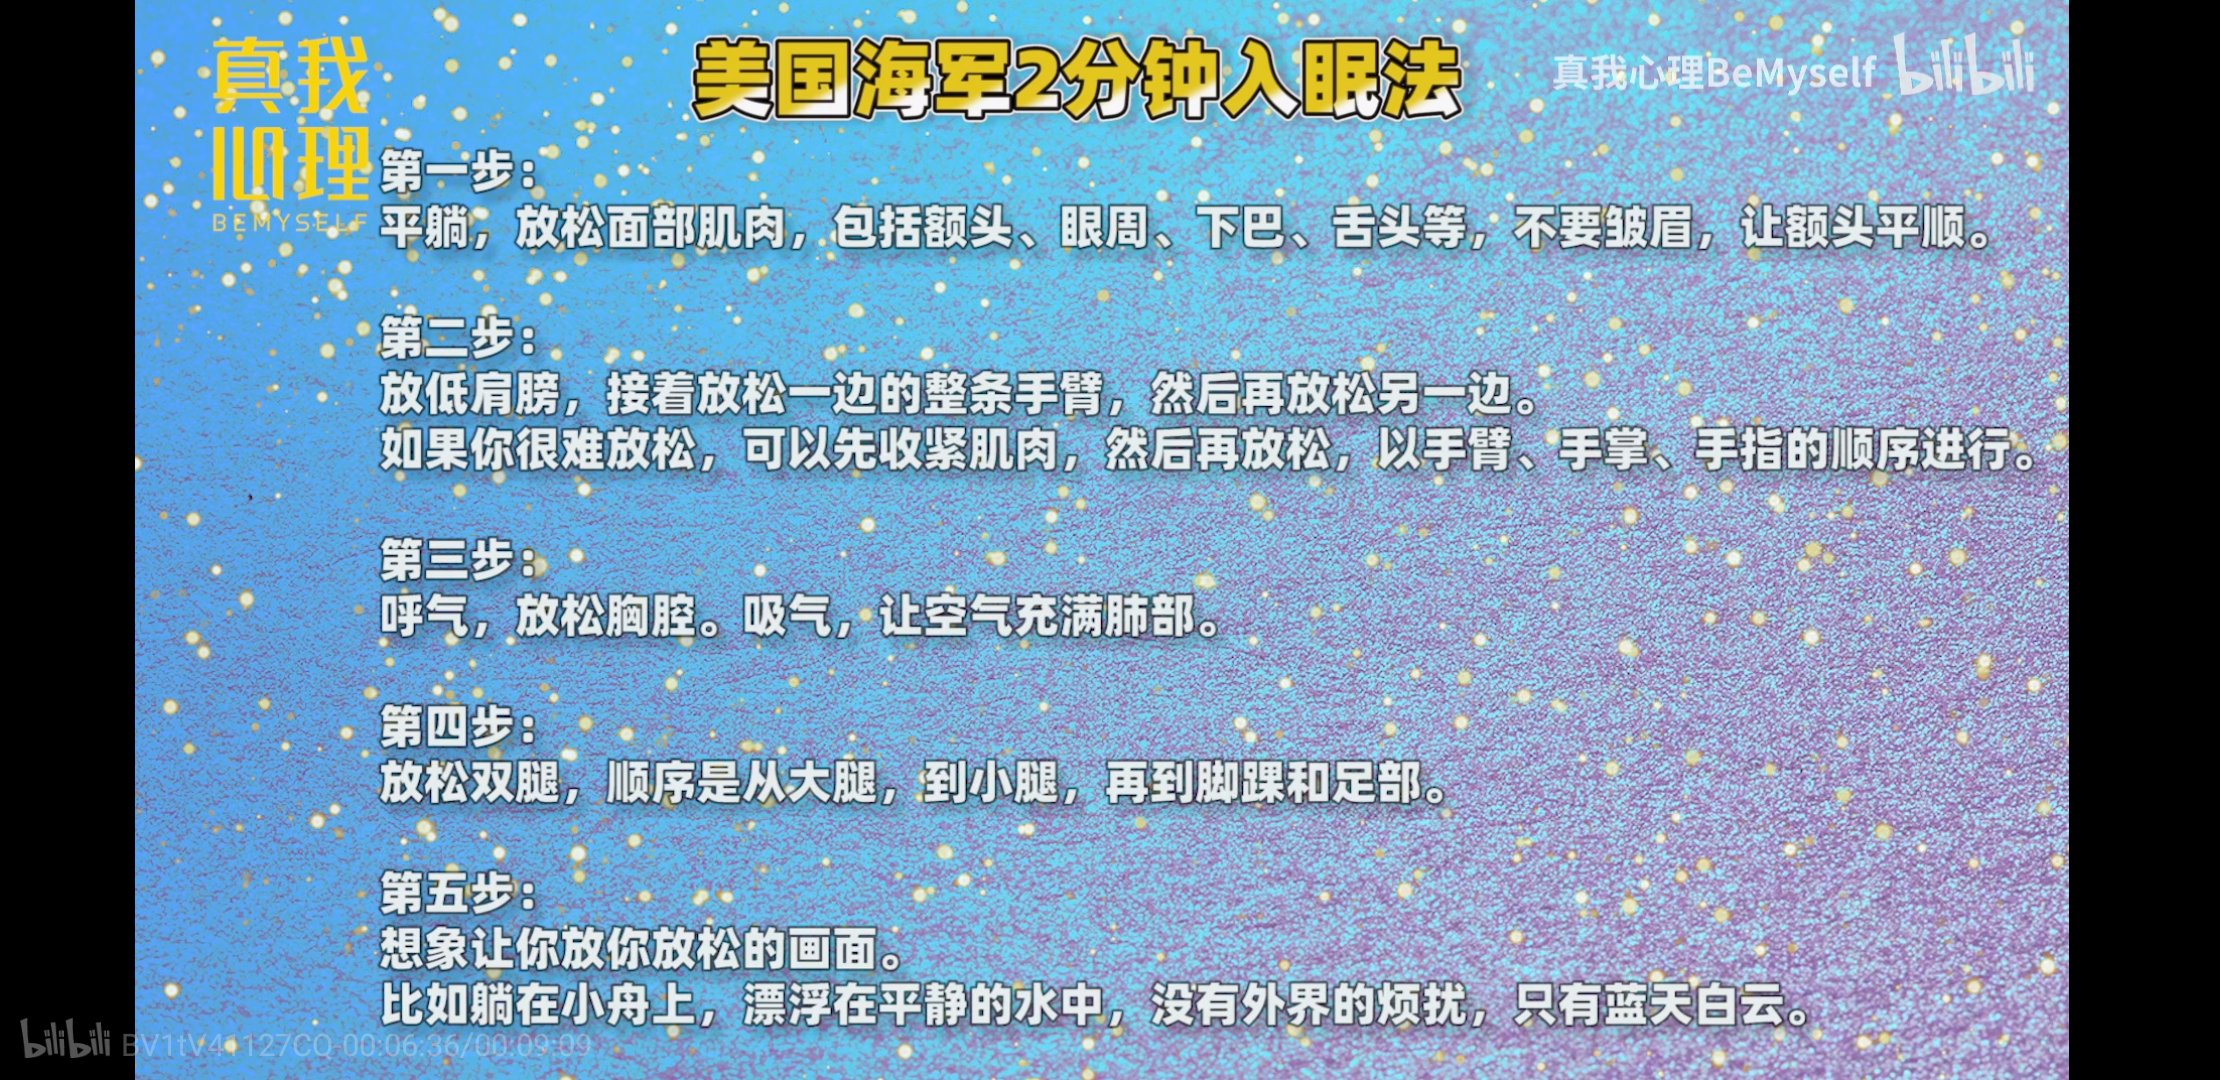 真我心理
BEMYSELF
美国海军2分钟入眠法
真我心理BeMyself bilibili
第一步：
平躺，放松面部肌肉，包括额头、眼周、下巴、舌头等，不要皱眉，让额头平顺。
第二步：
放低肩膀，接着放松一边的整条手臂，然后再放松另一边。
如果你很难放松，可以先收紧肌肉，然后再放松，以手臂、手掌、手指的顺序进行。
第三步：
呼气，放松胸腔。吸气，让空气充满肺部。
第四步：
放松双腿，顺序是从大腿，到小腿，再到脚踝和足部。
第五步：
想象让你放你放松的画面。
比如躺在小舟上，漂浮在平静的水中，没有外界的烦扰，只有蓝天白云。
bilibili BV1tV41127CQ-00:06:36/00:09:09